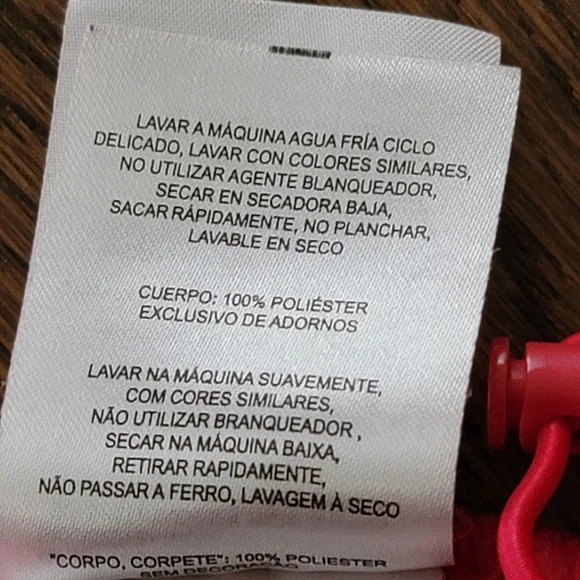 LAVAR A MÁQUINA AGUA FRÍA CICLO
DELICADO, LAVAR CON COLORES SIMILARES,
NO UTILIZAR AGENTE BLANQUEADOR,
SECAR EN SECADORA BAJA,
SACAR RÁPIDAMENTE, NO PLANCHAR,
LAVABLE EN SECO
CUERPO: 100% POLIÉSTER
EXCLUSIVO DE ADORNOS
LAVAR NA MÁQUINA SUAVEMENTE,
COM CORES SIMILARES,
NÃO UTILIZAR BRANQUEADOR ,
SECAR NA MÁQUINA BAIXA,
RETIRAR RAPIDAMENTE,
NÃO PASSAR A FERRO, LAVAGEM À SECO
"CORPO, CORPETE": 100% POLIESTER
SEM DECORAÇÃO